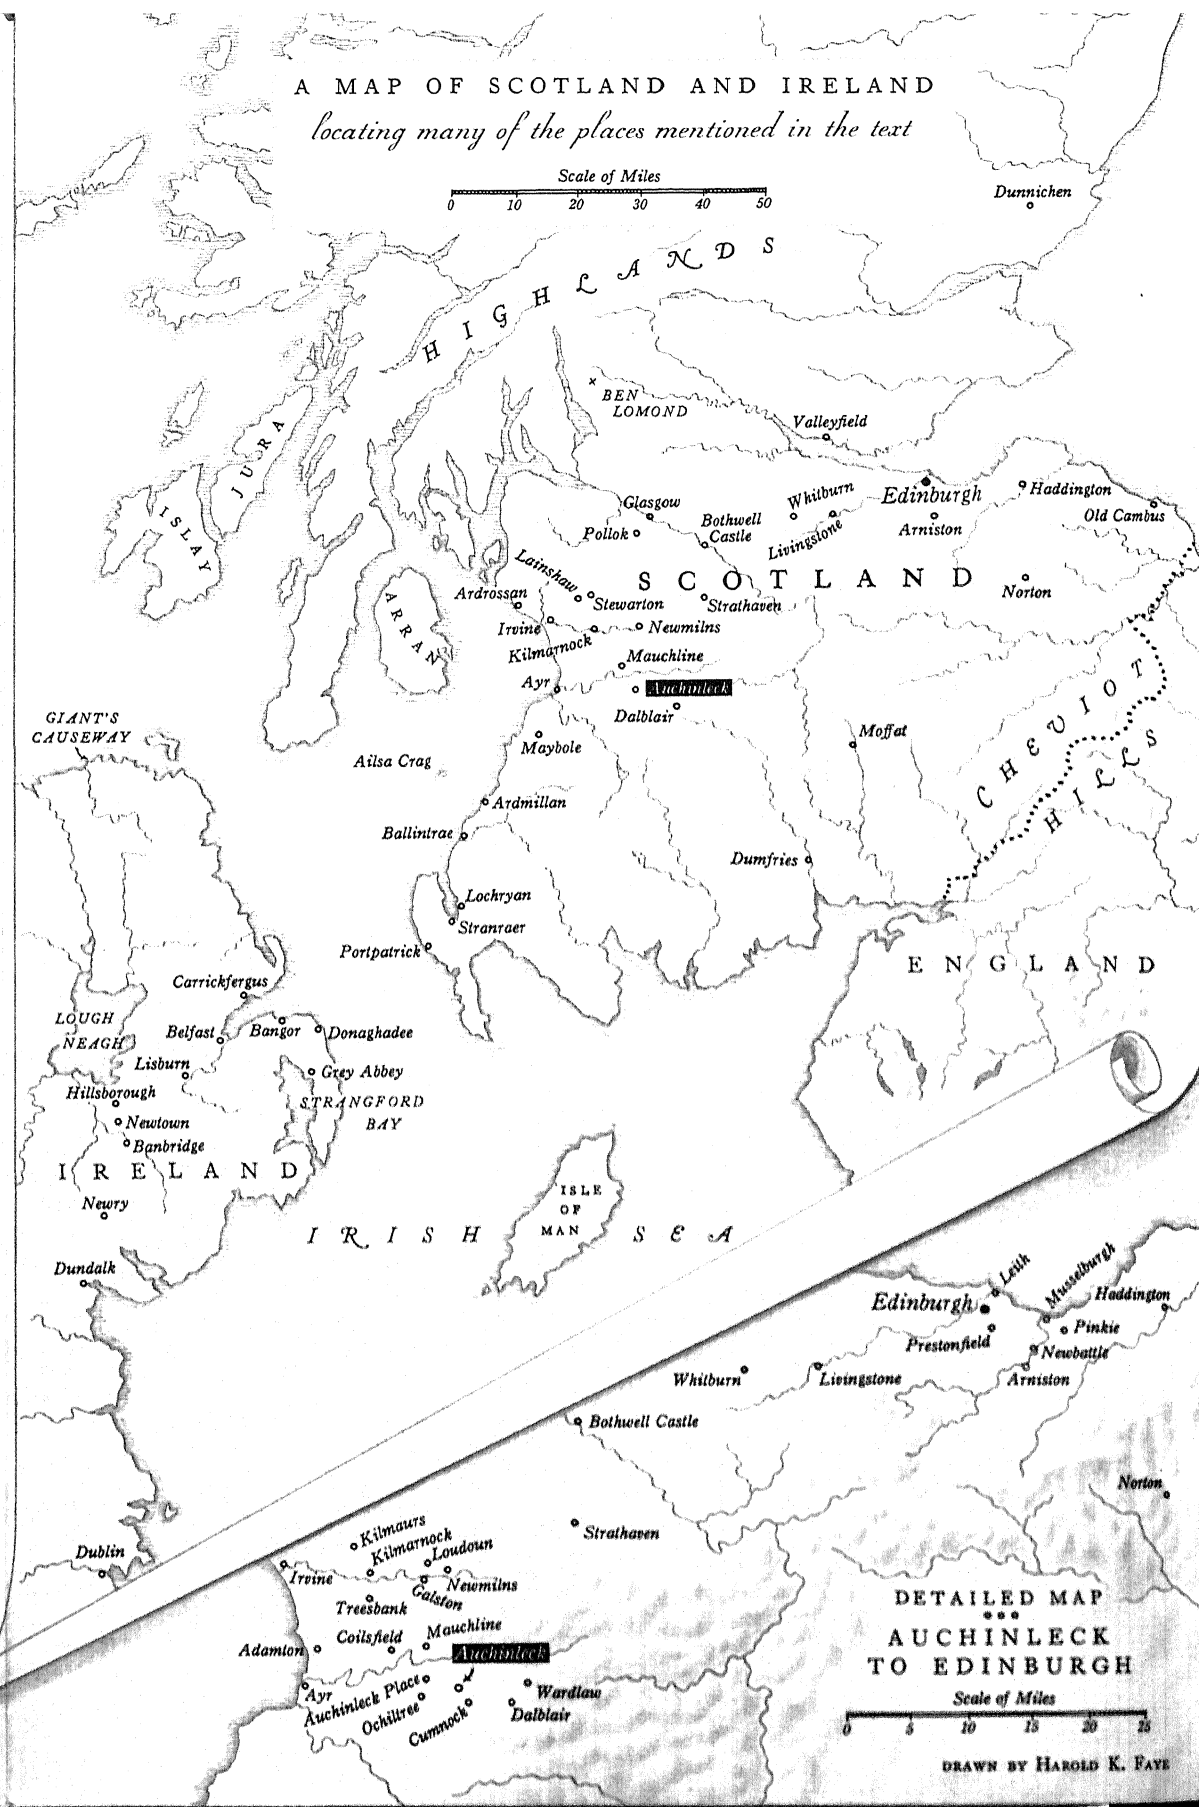 A MAP OF SCOTLAND AND IRELAND
locating many of the places mentioned in the text
Scale of Miles
0 10 20 30 40 50
Dunnichen
HIGHLANDS
BEN
LOMOND
Valleyfield
JURA
ISLAY
Glasgow
Pollok
Bothwell
Castle
Whitburn
Livingstone
Edinburgh
Arniston
Haddington
Old Cambus
Lainshaw
SCOTLAND
Ardrossan
Stewarton
Strathaven
Norton
ARRAN
Irvine
Newmilns
Kilmarnock
Mauchline
Ayr
Auchinleck
Dalblair
GIANT'S
CAUSEWAY
Moffat
Maybole
CHEVIOT
HILLS
Ailsa Crag
Ardmillan
Ballintrae
Dumfries
Lochryan
Stranraer
Portpatrick
ENGLAND
Carrickfergus
LOUGH
NEAGH
Belfast
Bangor
Donaghadee
Lisburn
Grey Abbey
Hillsborough
STRANGFORD
BAY
Newtown
Banbridge
IRELAND
Newry
ISLE
OF
MAN
IRISH SEA
Dundalk
Dublin
Leith
Musselburgh
Haddington
Edinburgh
Pinkie
Prestonfield
Newbattle
Whitburn
Livingstone
Arniston
Bothwell Castle
Norton
Strathaven
Kilmaurs
Kilmarnock
Loudoun
Irvine
Newmilns
Galston
Treesbank
Coilsfield
Mauchline
Adamton
Auchinleck
Ayr
Auchinleck Place
Ochiltree
Cumnock
Wardlaw
Dalblair
DETAILED MAP
AUCHINLECK
TO EDINBURGH
Scale of Miles
0 5 10 15 20 25
DRAWN BY HAROLD K. FAYE